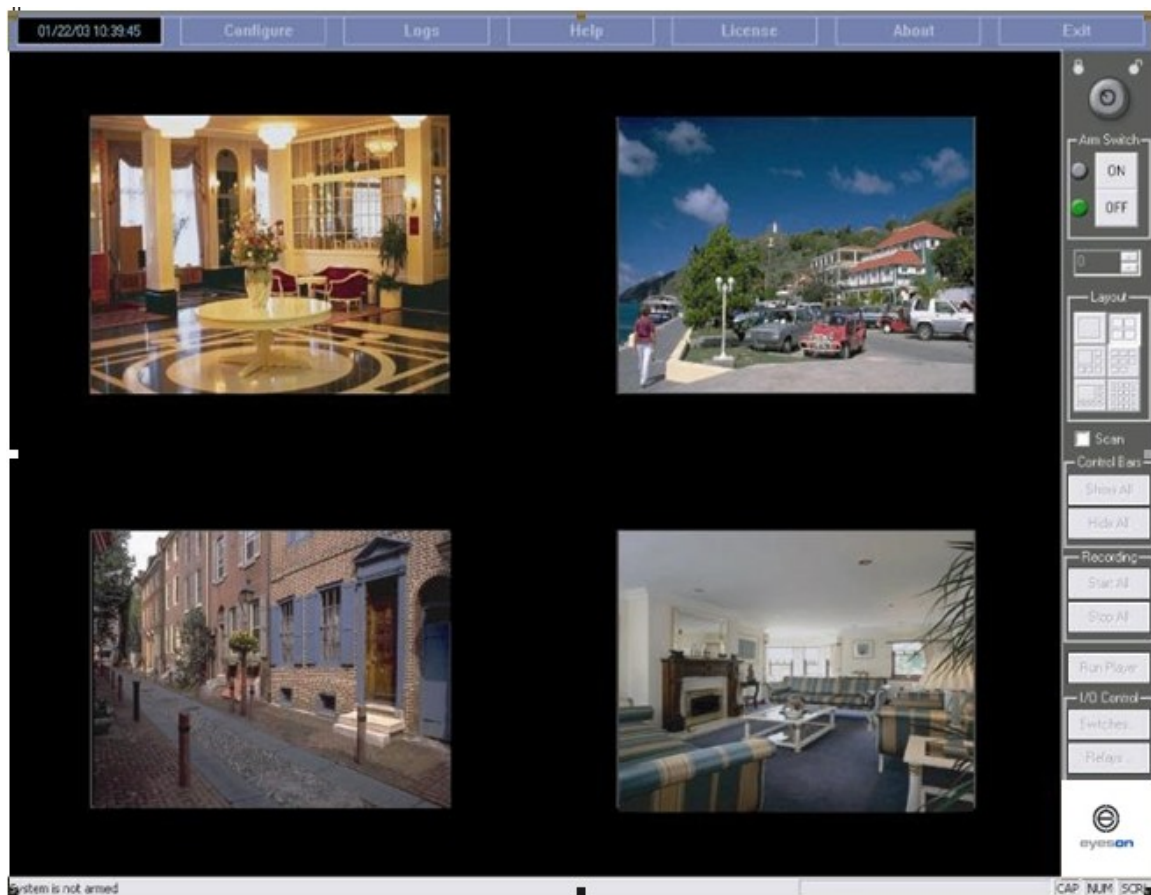 01/22/03 10:39:45 Configure Logs Help License About Exit
Arm Switch
ON
OFF
0
Layout
Scan
Control Bars
Show All
Hide All
Recording
Start All
Stop All
Run Player
I/O Control
Switches...
Relays...
eyeson
System is not armed CAP NUM SCRL